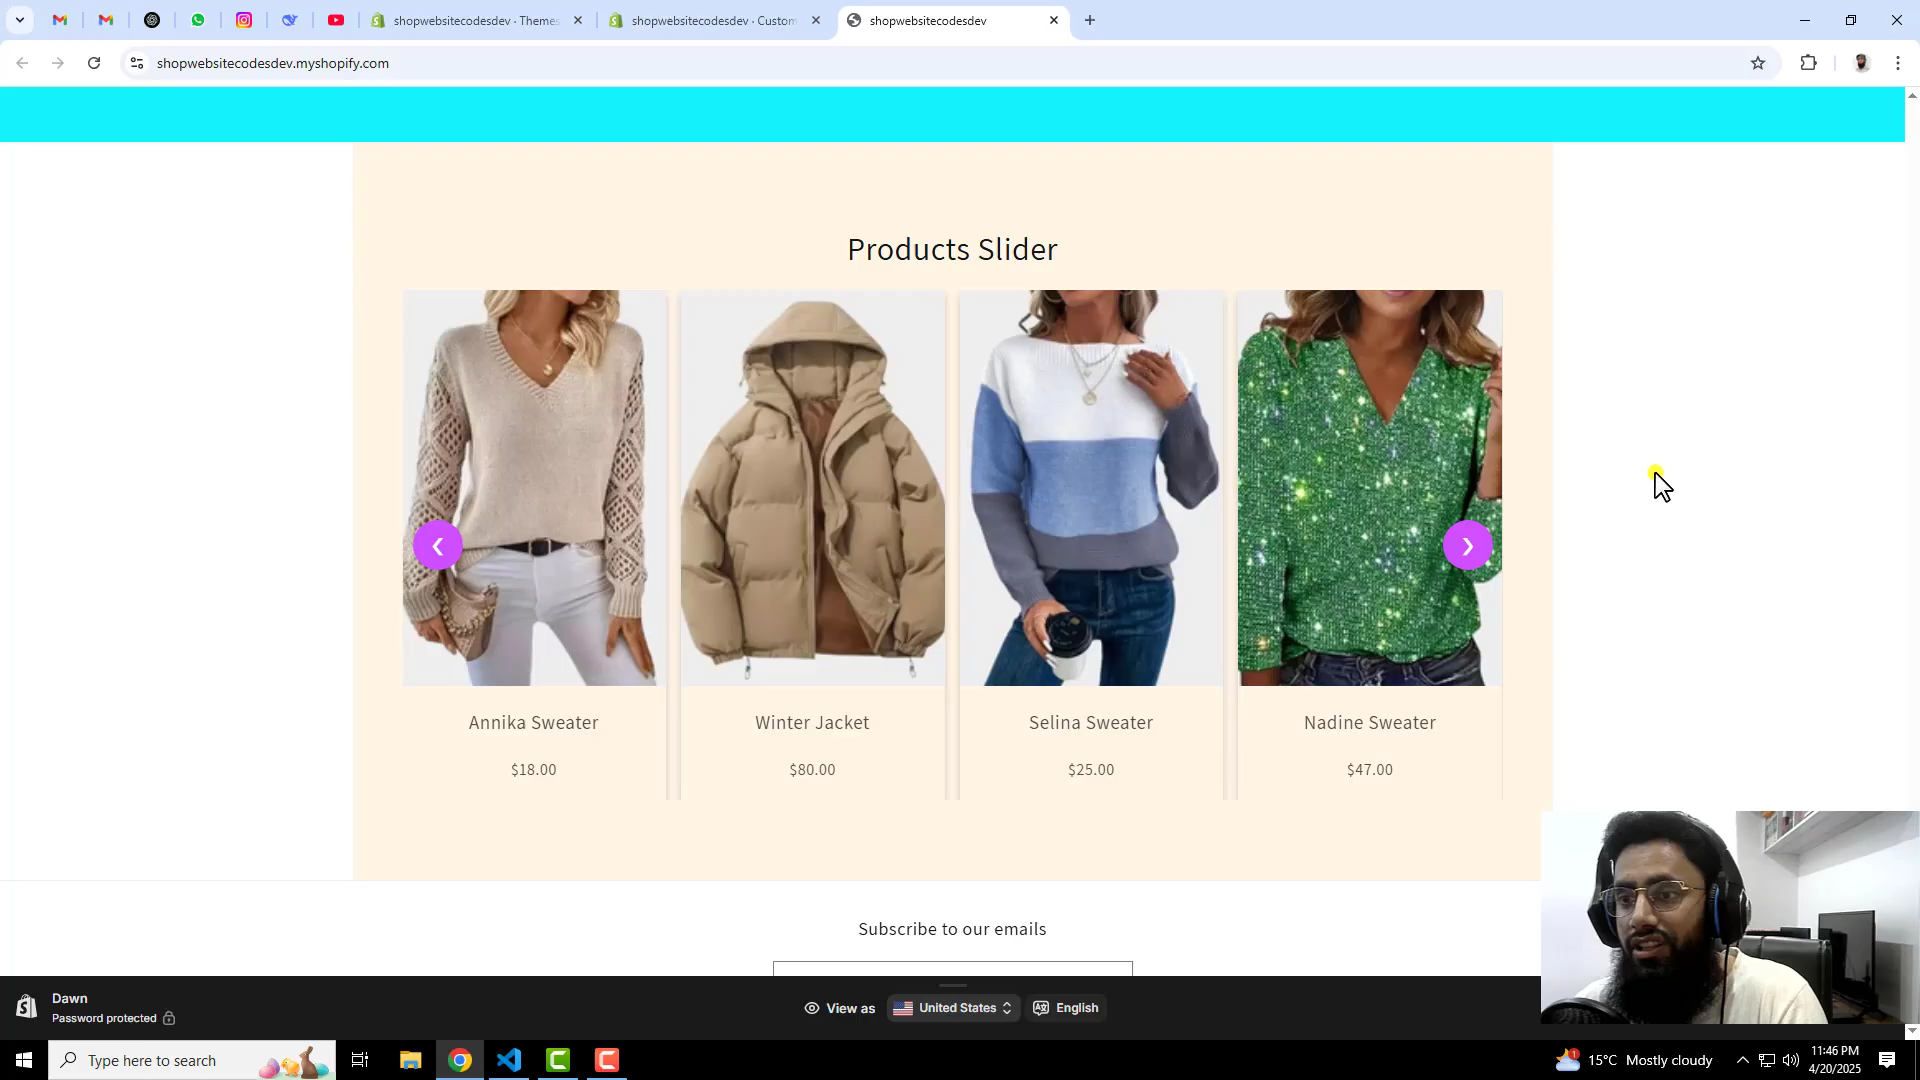 shopwebsitecodesdev · Themes
shopwebsitecodesdev · Custom
shopwebsitecodesdev
shopwebsitecodesdev.myshopify.com
Products Slider
Annika Sweater
Winter Jacket
Selina Sweater
Nadine Sweater
$18.00
$80.00
$25.00
$47.00
Subscribe to our emails
Dawn
Password protected
View as
United States
English
Type here to search
1
15°C Mostly cloudy
11:46 PM
4/20/2025